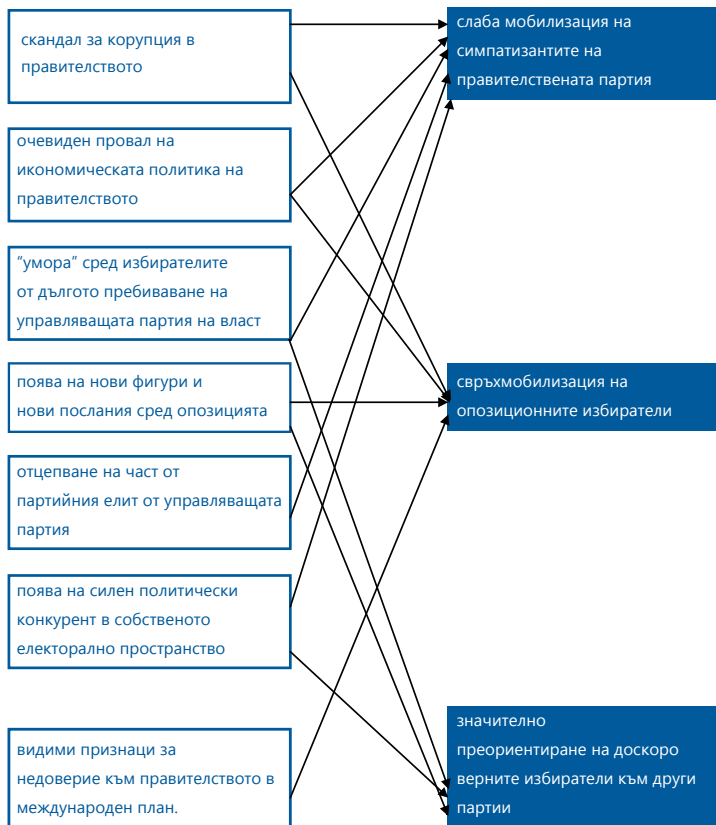 скандал за корупция в
правителството
очевиден провал на
икономическата политика на
правителството
“умора” сред избирателите
от дългото пребиваване на
управляващата партия на власт
поява на нови фигури и
нови послания сред опозицията
отцепване на част от
партийния елит от управляващата
партия
поява на силен политически
конкурент в собственото
електорално пространство
видими признаци за
недоверие към правителството в
международен план.
слаба мобилизация на
симпатизантите на
правителствената партия
свръхмобилизация на
опозиционните избиратели
значително
преориентиране на доскоро
верните избиратели към други
партии